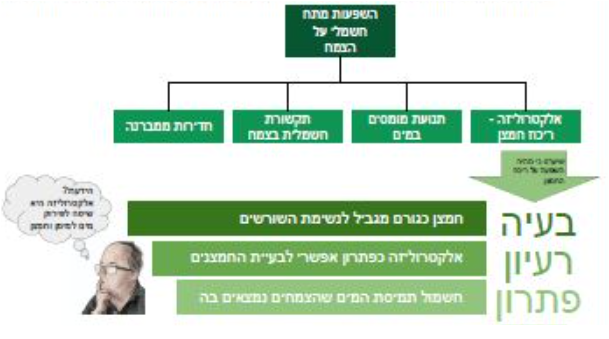 השפעות מתח
חשמלי על
הצמח
אלקטרוליזה -
ריכוז חמצן
תנועת מומסים
במים
תקשורת
חשמלית בצמח
חדירות ממברנה
הידעת?
אלקטרוליזה היא
שיטה לפירוק
מים למימן וחמצן
בעיה
חמצן כגורם מגביל לנשימת השורשים
רעיון
אלקטרוליזה כפתרון אפשרי לבעיית החמצנים
פתרון
חשמול תמיסת המים שהצמחים נמצאים בה